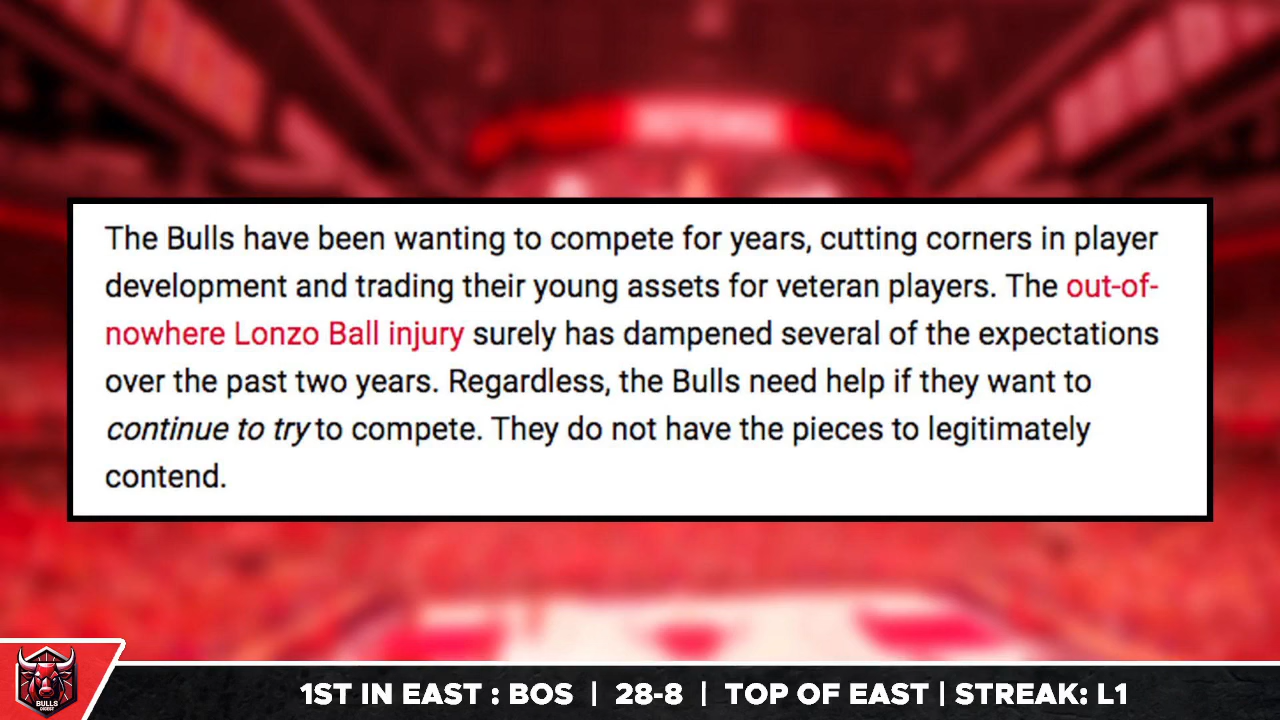 The Bulls have been wanting to compete for years, cutting corners in player
development and trading their young assets for veteran players. The out-of-
nowhere Lonzo Ball injury surely has dampened several of the expectations
over the past two years. Regardless, the Bulls need help if they want to
continue to try to compete. They do not have the pieces to legitimately
contend.
BULLS
DIGEST
1ST IN EAST : BOS | 28-8 | TOP OF EAST | STREAK: L1